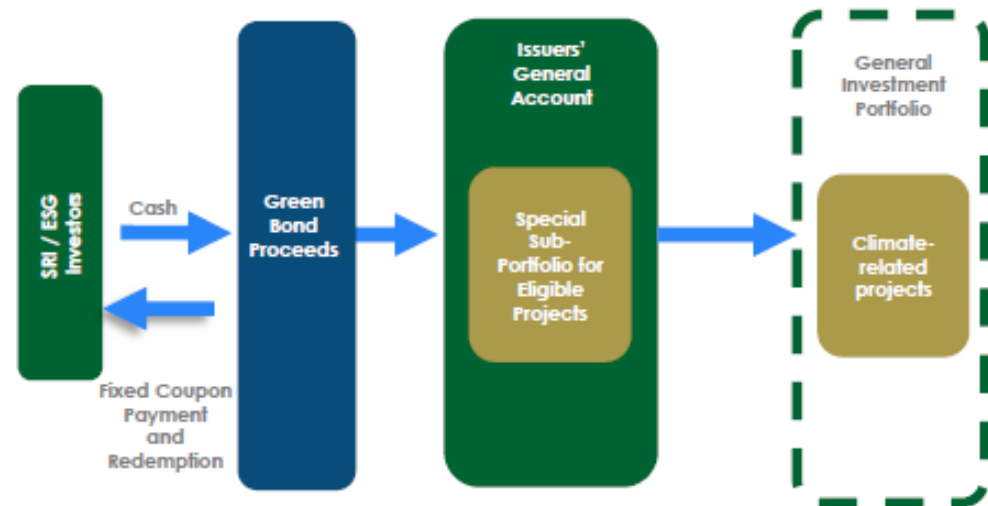 SRI / ESG
Investors
Cash
Fixed Coupon
Payment
and
Redemption
Green
Bond
Proceeds
Issuers'
General
Account
Special
Sub-
Portfolio for
Eligible
Projects
General
Investment
Portfolio
Climate-
related
projects